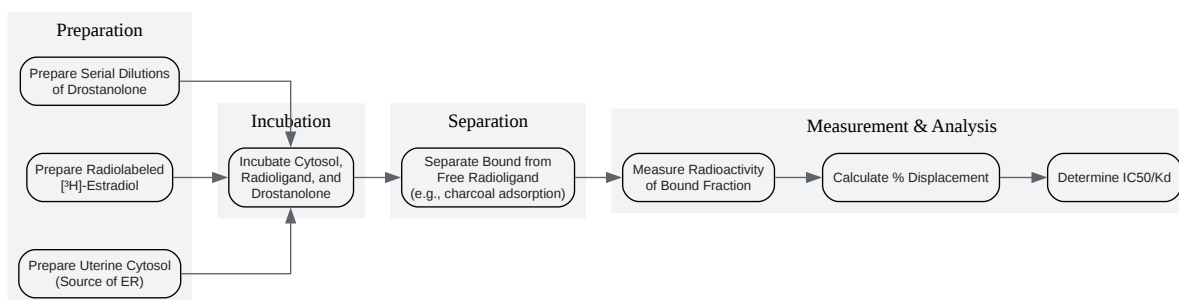 Preparation
Prepare Serial Dilutions
of Drostanolone
Prepare Radiolabeled
[³H]-Estradiol
Prepare Uterine Cytosol
(Source of ER)
Incubation
Incubate Cytosol,
Radioligand, and
Drostanolone
Separation
Separate Bound from
Free Radioligand
(e.g., charcoal adsorption)
Measurement & Analysis
Measure Radioactivity
of Bound Fraction
Calculate % Displacement
Determine IC50/Kd